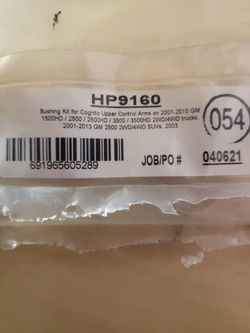 HP9160
Bushing Kit for Cognito Upper Control Arms on 2001-2010 GM
1500HD / 2500 / 2500HD / 3500 / 3500HD 2WD/4WD trucks.
2001-2013 GM 2500 2WD/4WD SUVs. 2003
054
691965605289
JOB/PO #
040621